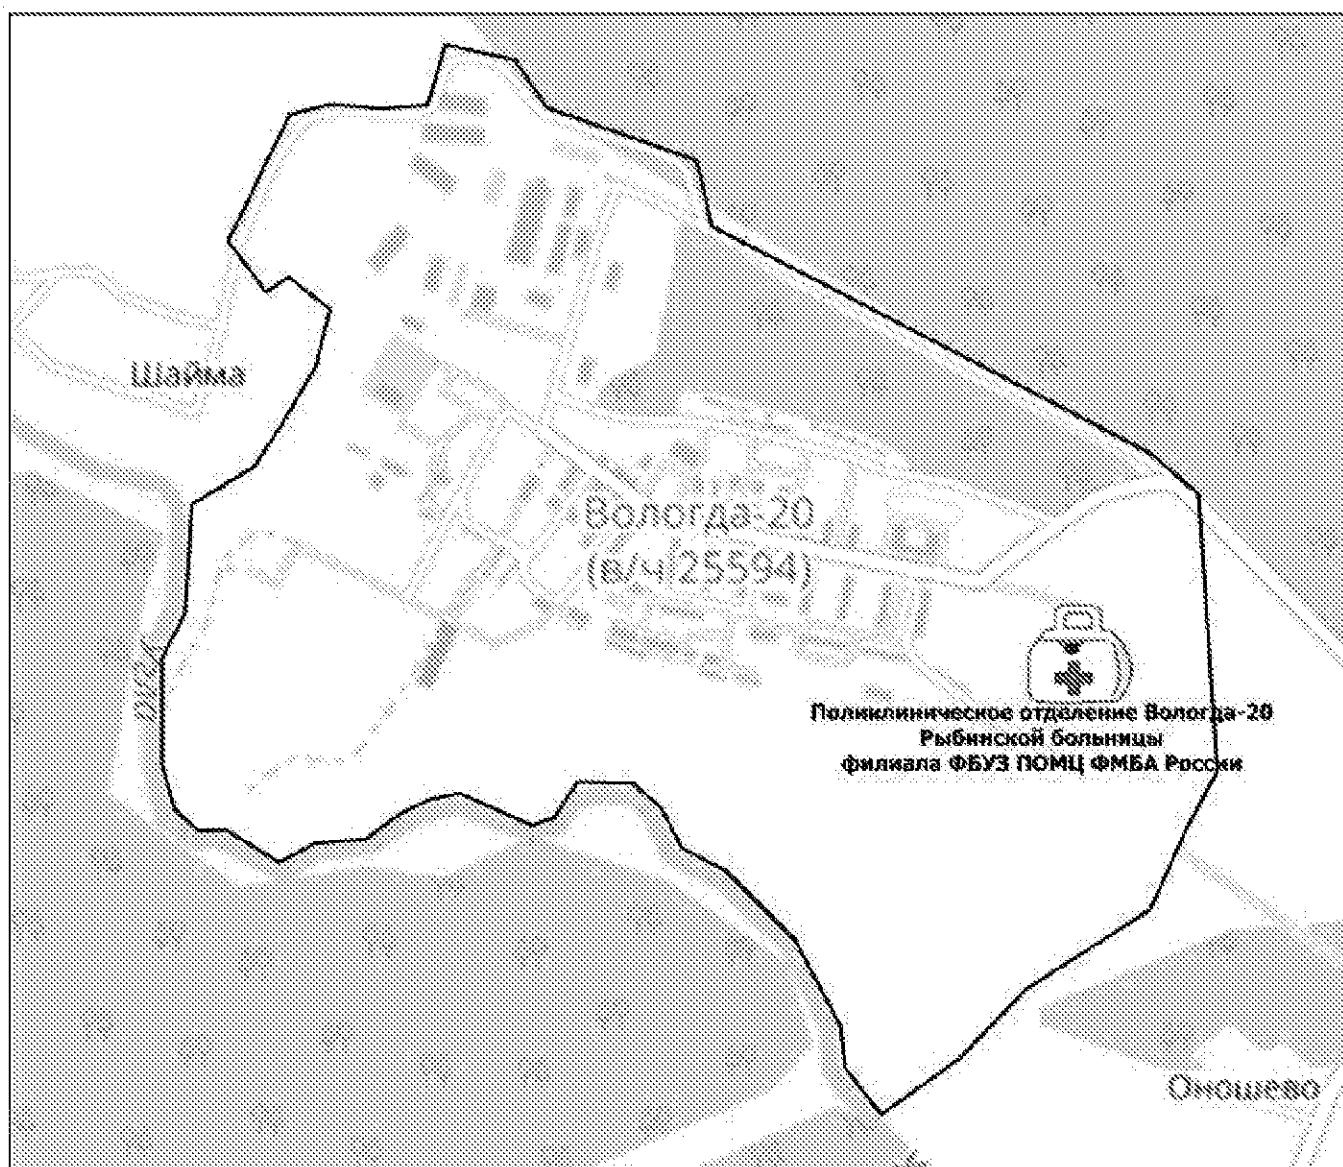 Шайма
Вологда-20
(в/ч 25594)
Поликлиническое отделение Вологда-20
Рыбинской больницы
филиала ФБУЗ ПОМЦ ФМБА России
Оношево